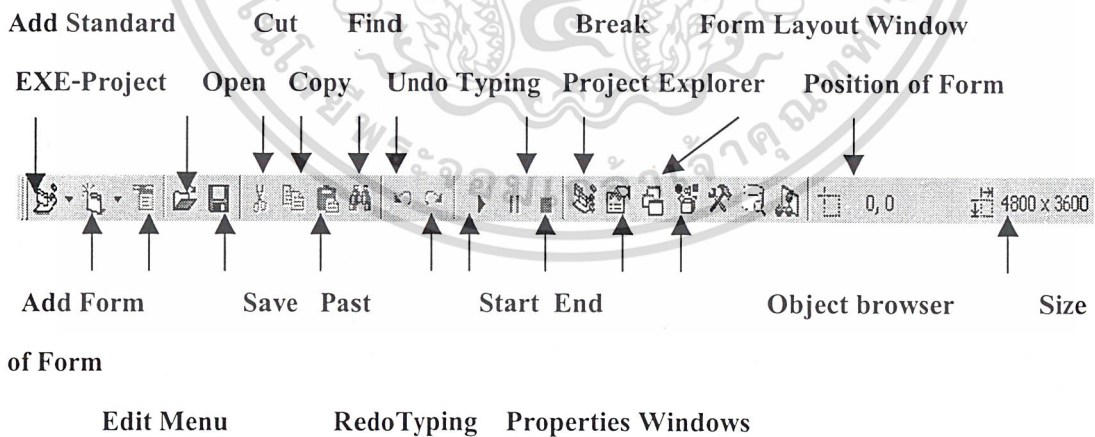 Add Standard Cut Find Break Form Layout Window
EXE-Project Open Copy Undo Typing Project Explorer Position of Form
0, 0 4800 x 3600
Add Form Save Past Start End Object browser Size
of Form
Edit Menu RedoTyping Properties Windows